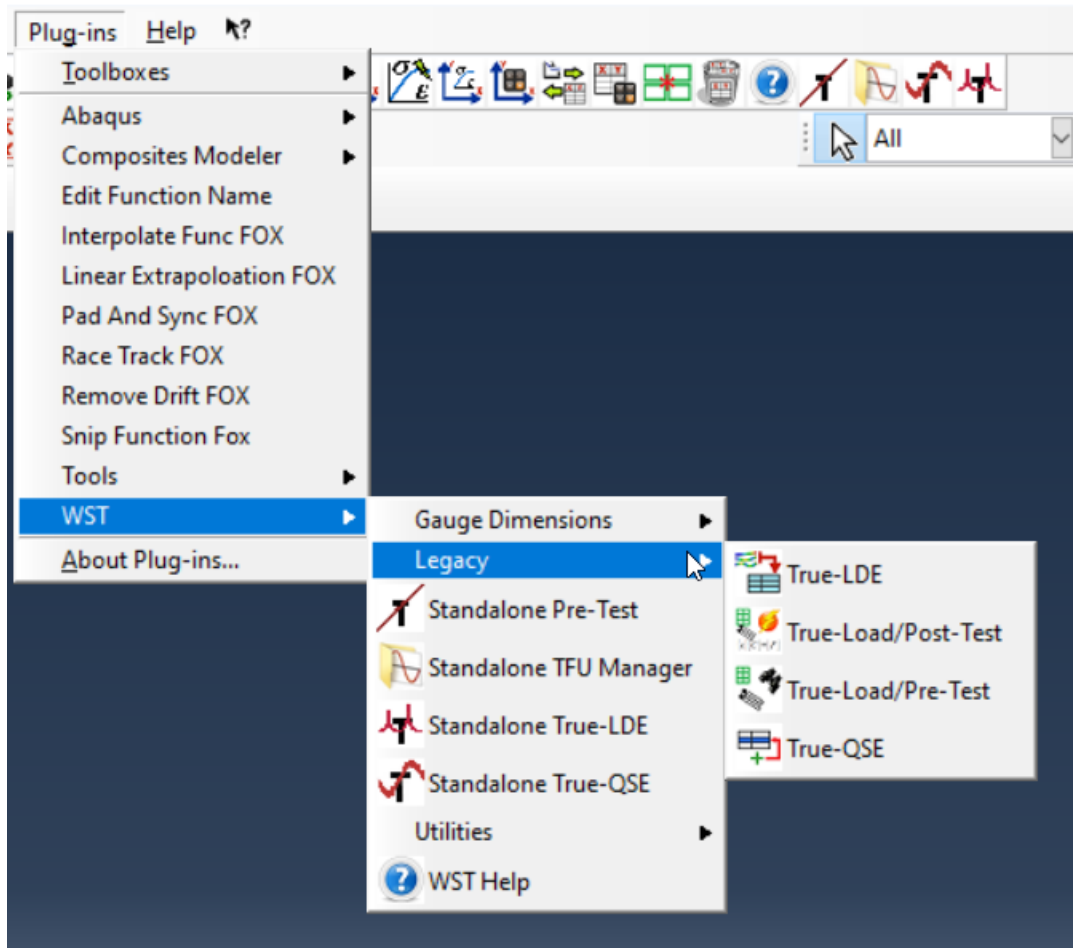 Plug-ins Help
Toolboxes
Abaqus
All
Composites Modeler
Edit Function Name
Interpolate Func FOX
Linear Extrapoloation FOX
Pad And Sync FOX
Race Track FOX
Remove Drift FOX
Snip Function Fox
Tools
WST
About Plug-ins...
Gauge Dimensions
Legacy
Standalone Pre-Test
Standalone TFU Manager
Standalone True-LDE
Standalone True-QSE
Utilities
WST Help
True-LDE
True-Load/Post-Test
True-Load/Pre-Test
True-QSE